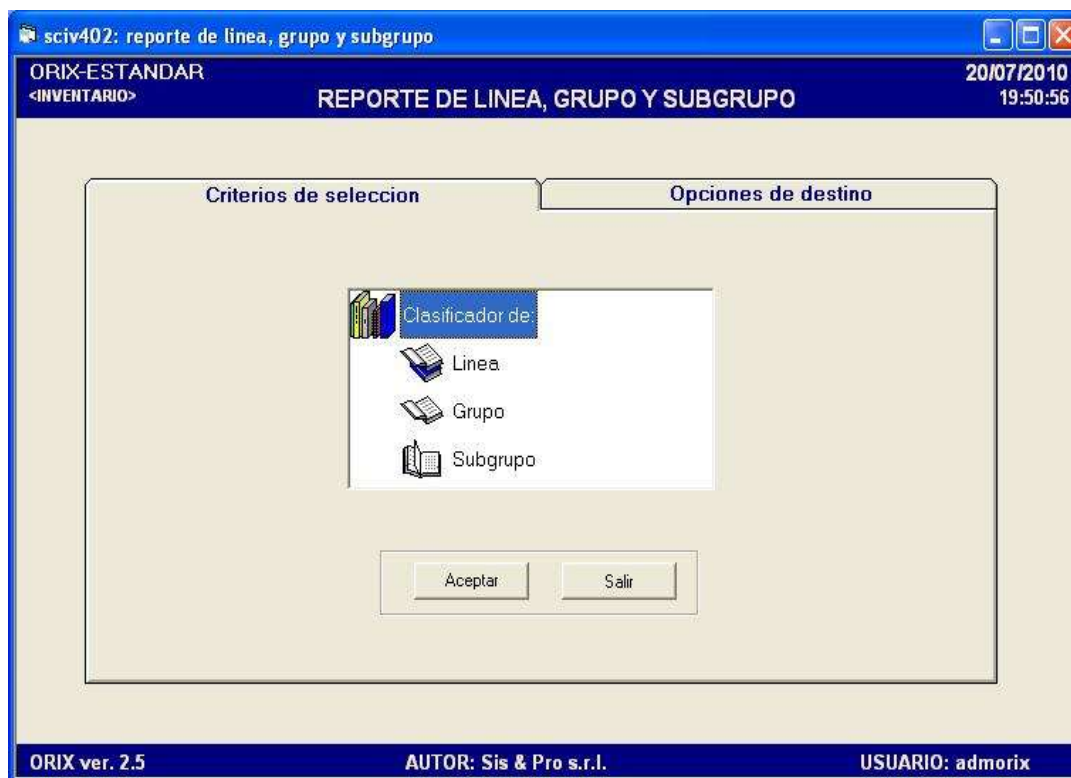 sciv402: reporte de linea, grupo y subgrupo
ORIX-ESTANDAR
20/07/2010
<INVENTARIO>
REPORTE DE LINEA, GRUPO Y SUBGRUPO
19:50:56
Criterios de seleccion
Opciones de destino
Clasificador de:
Linea
Grupo
Subgrupo
Aceptar
Salir
ORIX ver. 2.5
AUTOR: Sis & Pro s.r.l.
USUARIO: admorix